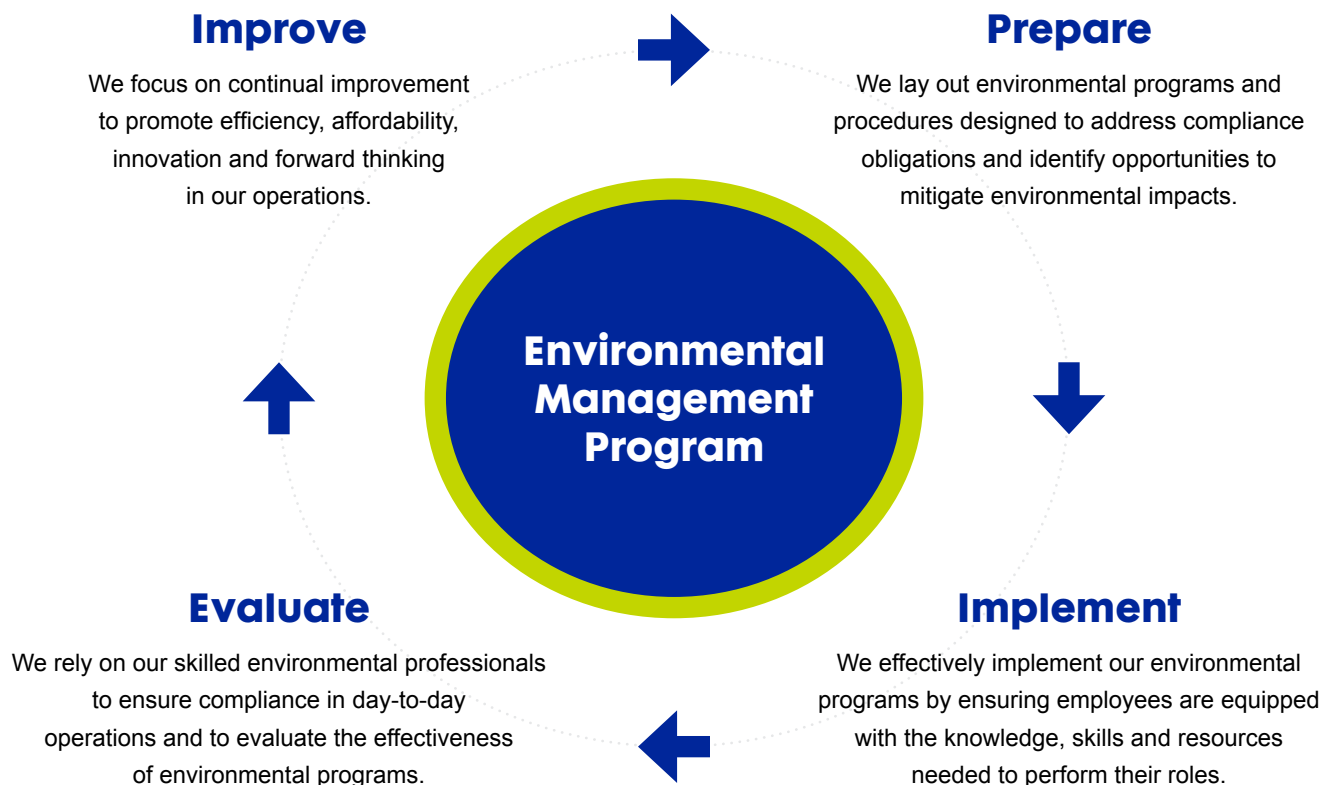 Improve
We focus on continual improvement
to promote efficiency, affordability,
innovation and forward thinking
in our operations.
Prepare
We lay out environmental programs and
procedures designed to address compliance
obligations and identify opportunities to
mitigate environmental impacts.
Environmental
Management
Program
Evaluate
We rely on our skilled environmental professionals
to ensure compliance in day-to-day
operations and to evaluate the effectiveness
of environmental programs.
Implement
We effectively implement our environmental
programs by ensuring employees are equipped
with the knowledge, skills and resources
needed to perform their roles.